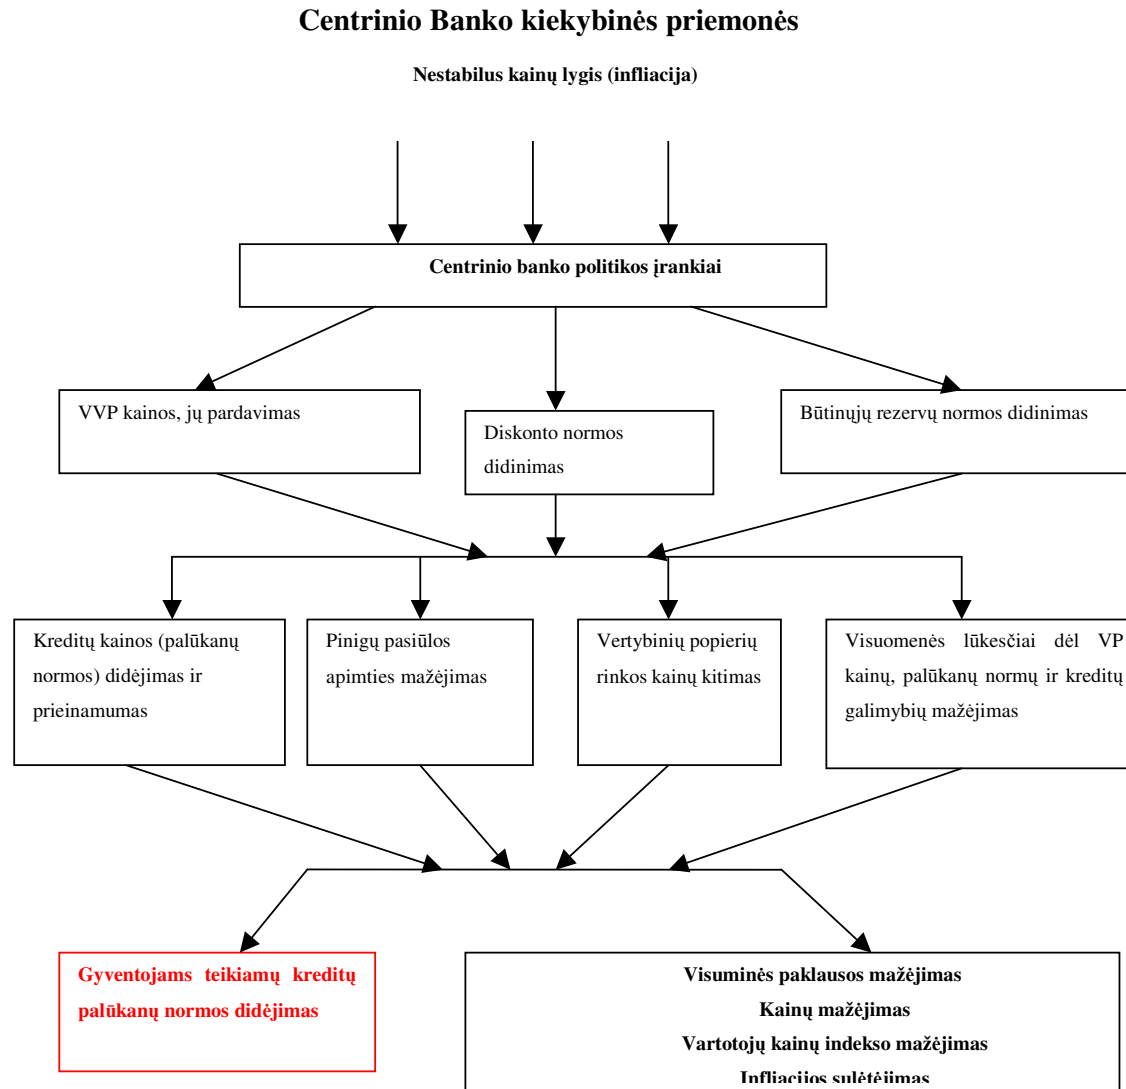 Centrinio Banko kiekybinės priemonės
Nestabilus kainų lygis (infliacija)
Centrinio banko politikos įrankiai
VVP kainos, jų pardavimas
Diskonto normos
didinimas
Būtinųjų rezervų normos didinimas
Kreditų kainos (palūkanų
normos) didėjimas ir
prieinamumas
Pinigų pasiūlos
apimties mažėjimas
Vertybinių popierių
rinkos kainų kitimas
Visuomenės lūkesčiai dėl VP
kainų, palūkanų normų ir kreditų
galimybių mažėjimas
Gyventojams teikiamų kreditų
palūkanų normos didėjimas
Visuminės paklausos mažėjimas
Kainų mažėjimas
Vartotojų kainų indekso mažėjimas
Infliacijos sulėtėjimas